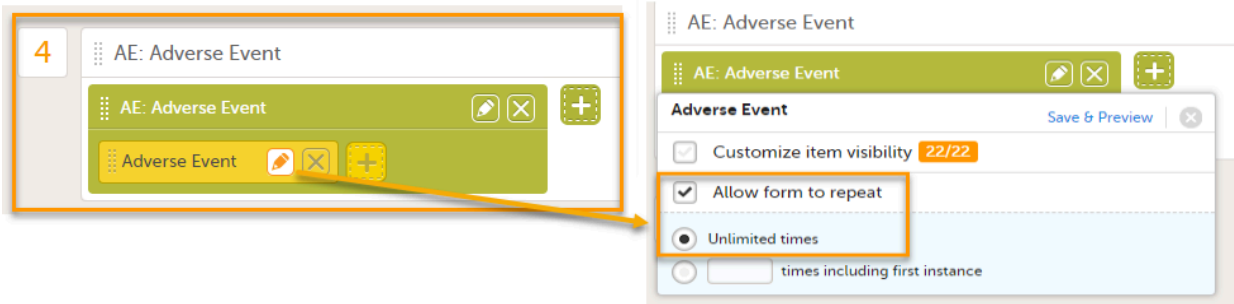 4
AE: Adverse Event
AE: Adverse Event
Adverse Event
AE: Adverse Event
AE: Adverse Event
Adverse Event
Save & Preview
Customize item visibility 22/22
Allow form to repeat
Unlimited times
times including first instance